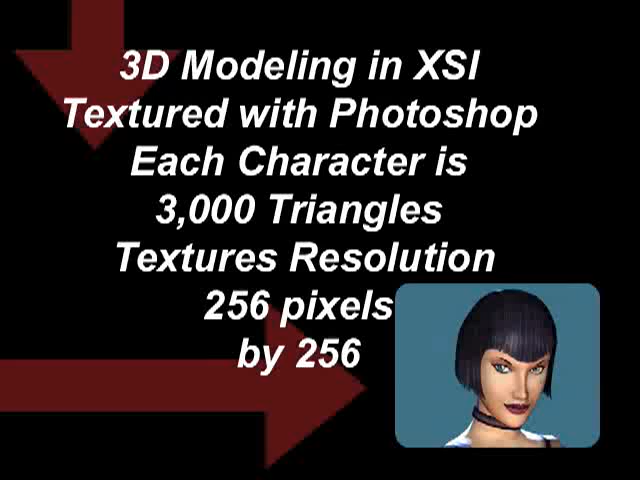 3D Modeling in XSI
Textured with Photoshop
Each Character is
3,000 Triangles
Textures Resolution
256 pixels
by 256